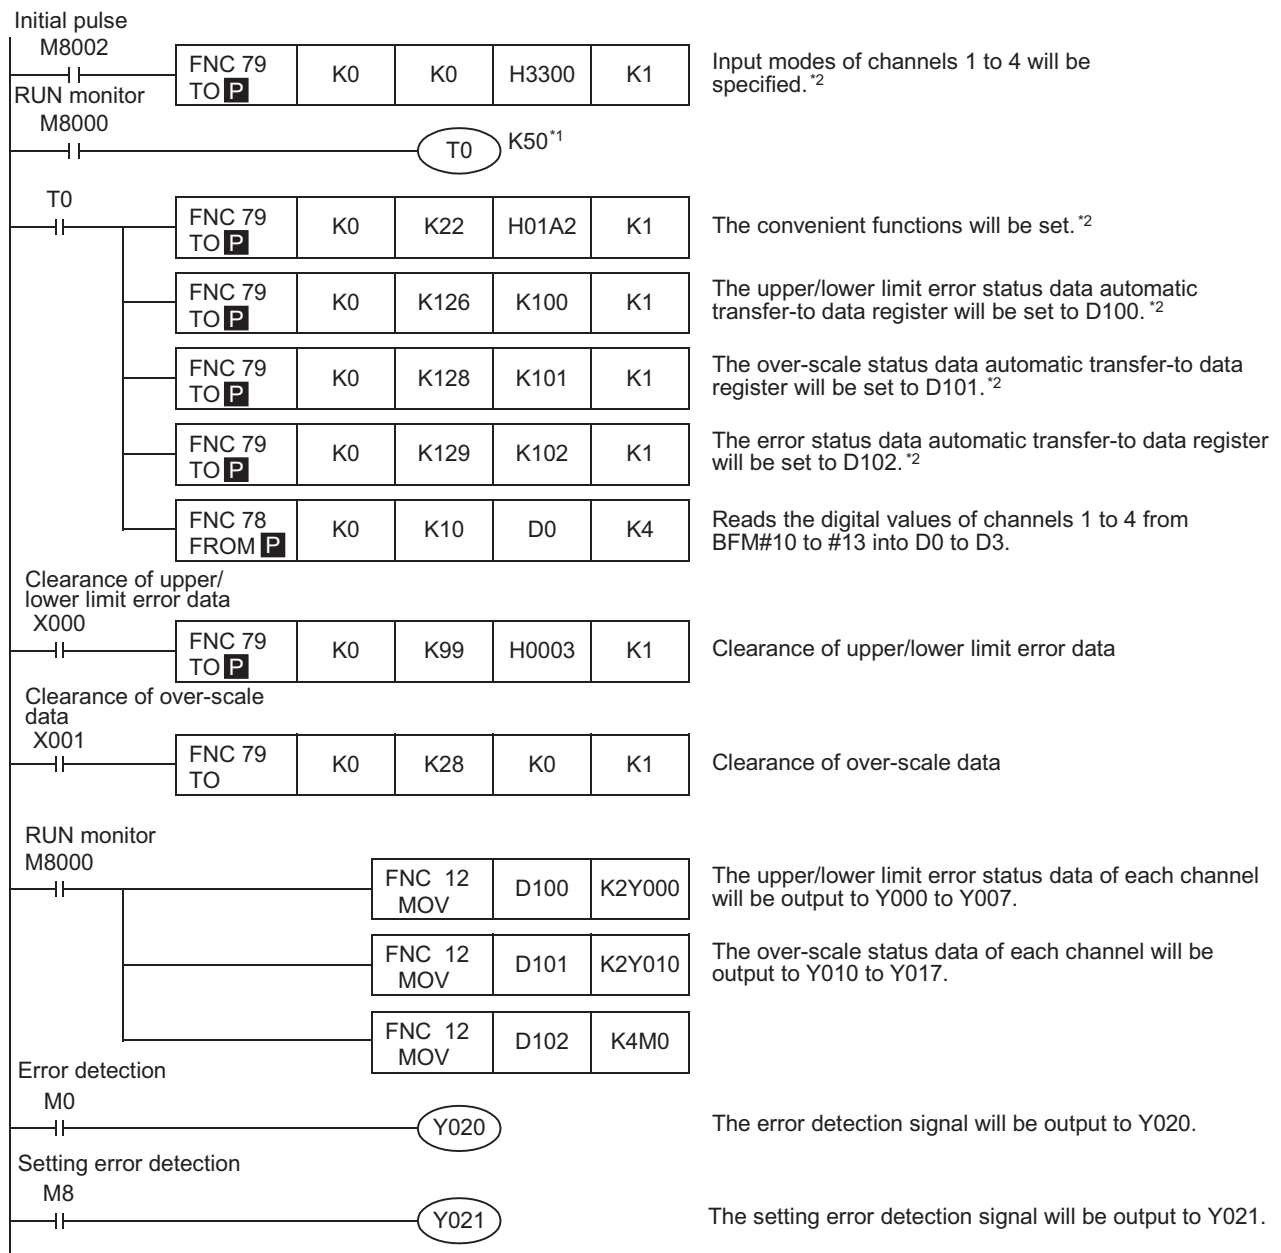 Initial pulse
M8002
FNC 79
TO P
K0
K0
H3300
K1
Input modes of channels 1 to 4 will be
specified.*2
RUN monitor
M8000
T0
K50*1
T0
FNC 79
TO P
K0
K22
H01A2
K1
The convenient functions will be set.*2
FNC 79
TO P
K0
K126
K100
K1
The upper/lower limit error status data automatic
transfer-to data register will be set to D100.*2
FNC 79
TO P
K0
K128
K101
K1
The over-scale status data automatic transfer-to data
register will be set to D101.*2
FNC 79
TO P
K0
K129
K102
K1
The error status data automatic transfer-to data register
will be set to D102.*2
FNC 78
FROM P
K0
K10
D0
K4
Reads the digital values of channels 1 to 4 from
BFM#10 to #13 into D0 to D3.
Clearance of upper/
lower limit error data
X000
FNC 79
TO P
K0
K99
H0003
K1
Clearance of upper/lower limit error data
Clearance of over-scale
data
X001
FNC 79
TO
K0
K28
K0
K1
Clearance of over-scale data
RUN monitor
M8000
FNC 12
MOV
D100
K2Y000
The upper/lower limit error status data of each channel
will be output to Y000 to Y007.
FNC 12
MOV
D101
K2Y010
The over-scale status data of each channel will be
output to Y010 to Y017.
FNC 12
MOV
D102
K4M0
Error detection
M0
Y020
The error detection signal will be output to Y020.
Setting error detection
M8
Y021
The setting error detection signal will be output to Y021.